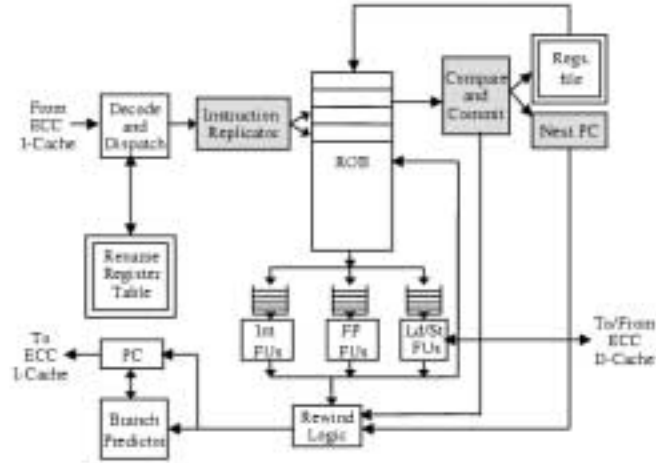 From
ECC
I-Cache
Decode
and
Dispatch
Instruction
Replicator
ROB
Compare
and
Commit
Regs.
file
Next PC
Rename
Register
Table
Int
FUs
FP
FUs
Ld/St
FUs
To/From
ECC
D-Cache
To
ECC
I-Cache
PC
Branch
Predictor
Rewind
Logic